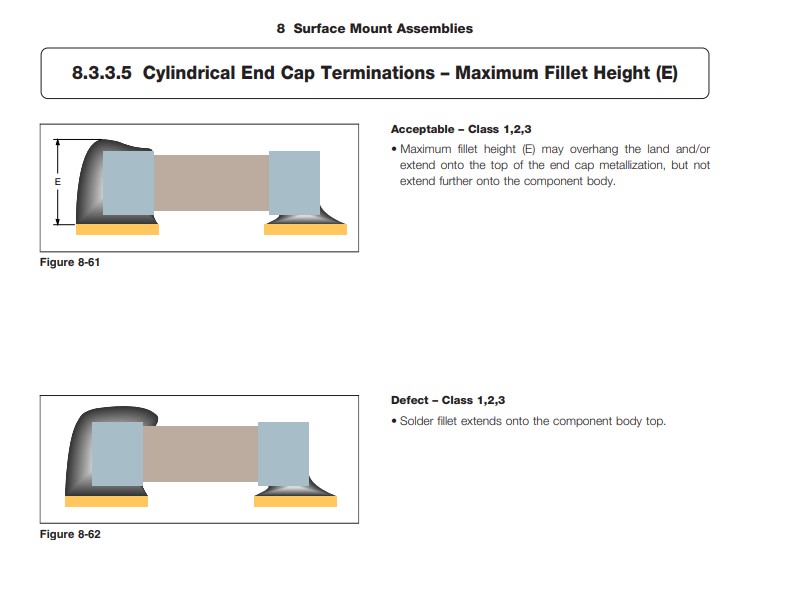 8 Surface Mount Assemblies
8.3.3.5 Cylindrical End Cap Terminations – Maximum Fillet Height (E)
E
Figure 8-61
Acceptable – Class 1,2,3
• Maximum fillet height (E) may overhang the land and/or
extend onto the top of the end cap metallization, but not
extend further onto the component body.
Figure 8-62
Defect – Class 1,2,3
• Solder fillet extends onto the component body top.